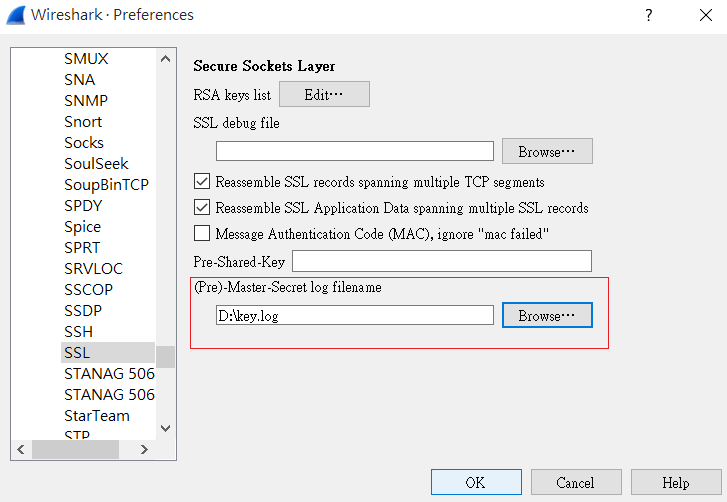 Wireshark · Preferences
?
SMUX
SNA
SNMP
Snort
Socks
SoulSeek
SoupBinTCP
SPDY
Spice
SPRT
SRVLOC
SSCOP
SSDP
SSH
SSL
STANAG 506
STANAG 506
StarTeam
STP
Secure Sockets Layer
RSA keys list Edit…
SSL debug file
Browse…
Reassemble SSL records spanning multiple TCP segments
Reassemble SSL Application Data spanning multiple SSL records
Message Authentication Code (MAC), ignore "mac failed"
Pre-Shared-Key
(Pre)-Master-Secret log filename
D:\key.log Browse…
OK Cancel Help